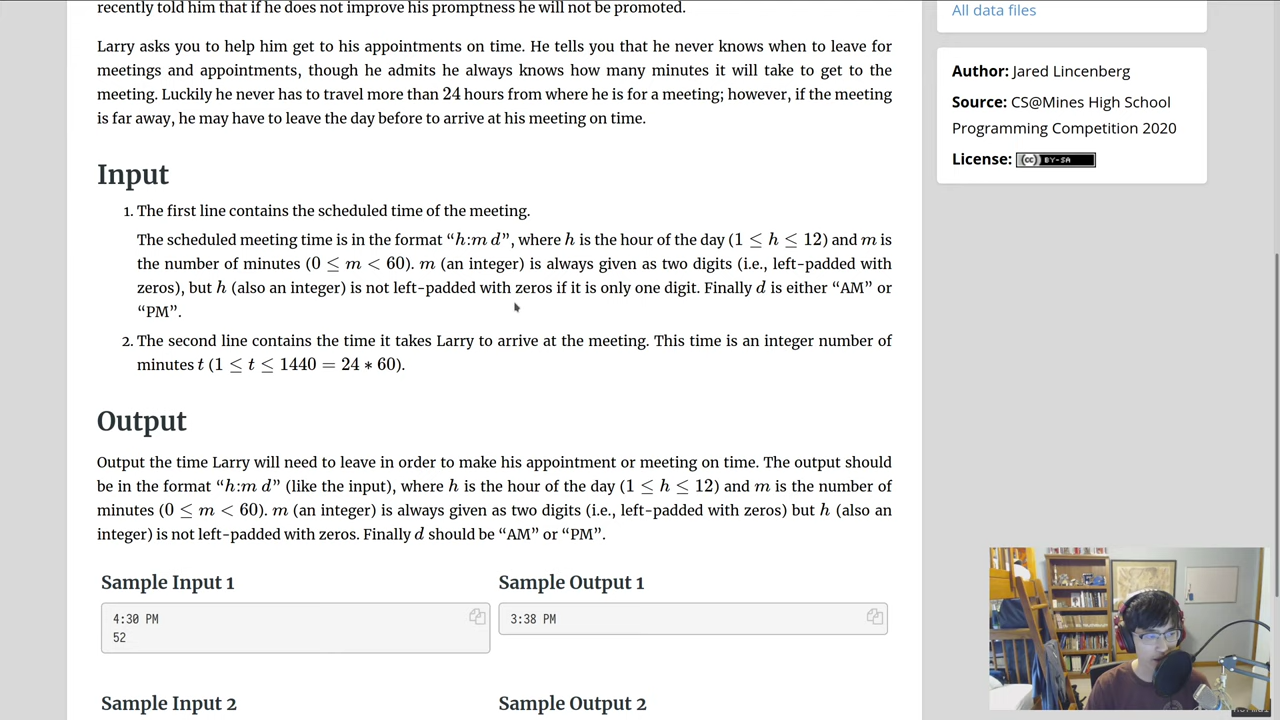 recently told him that if he does not improve his promptness he will not be promoted.
Larry asks you to help him get to his appointments on time. He tells you that he never knows when to leave for
meetings and appointments, though he admits he always knows how many minutes it will take to get to the
meeting. Luckily he never has to travel more than 24 hours from where he is for a meeting; however, if the meeting
is far away, he may have to leave the day before to arrive at his meeting on time.
Input
1. The first line contains the scheduled time of the meeting.
The scheduled meeting time is in the format “h:m d”, where h is the hour of the day (1 ≤ h ≤ 12) and m is
the number of minutes (0 ≤ m < 60). m (an integer) is always given as two digits (i.e., left-padded with
zeros), but h (also an integer) is not left-padded with zeros if it is only one digit. Finally d is either “AM” or
“PM”.
2. The second line contains the time it takes Larry to arrive at the meeting. This time is an integer number of
minutes t (1 ≤ t ≤ 1440 = 24 ∗ 60).
Output
Output the time Larry will need to leave in order to make his appointment or meeting on time. The output should
be in the format “h:m d” (like the input), where h is the hour of the day (1 ≤ h ≤ 12) and m is the number of
minutes (0 ≤ m < 60). m (an integer) is always given as two digits (i.e., left-padded with zeros) but h (also an
integer) is not left-padded with zeros. Finally d should be “AM” or “PM”.
Sample Input 1
Sample Output 1
4:30 PM
52
3:38 PM
Sample Input 2
Sample Output 2
All data files
Author: Jared Lincenberg
Source: CS@Mines High School
Programming Competition 2020
License: (cc) BY-SA